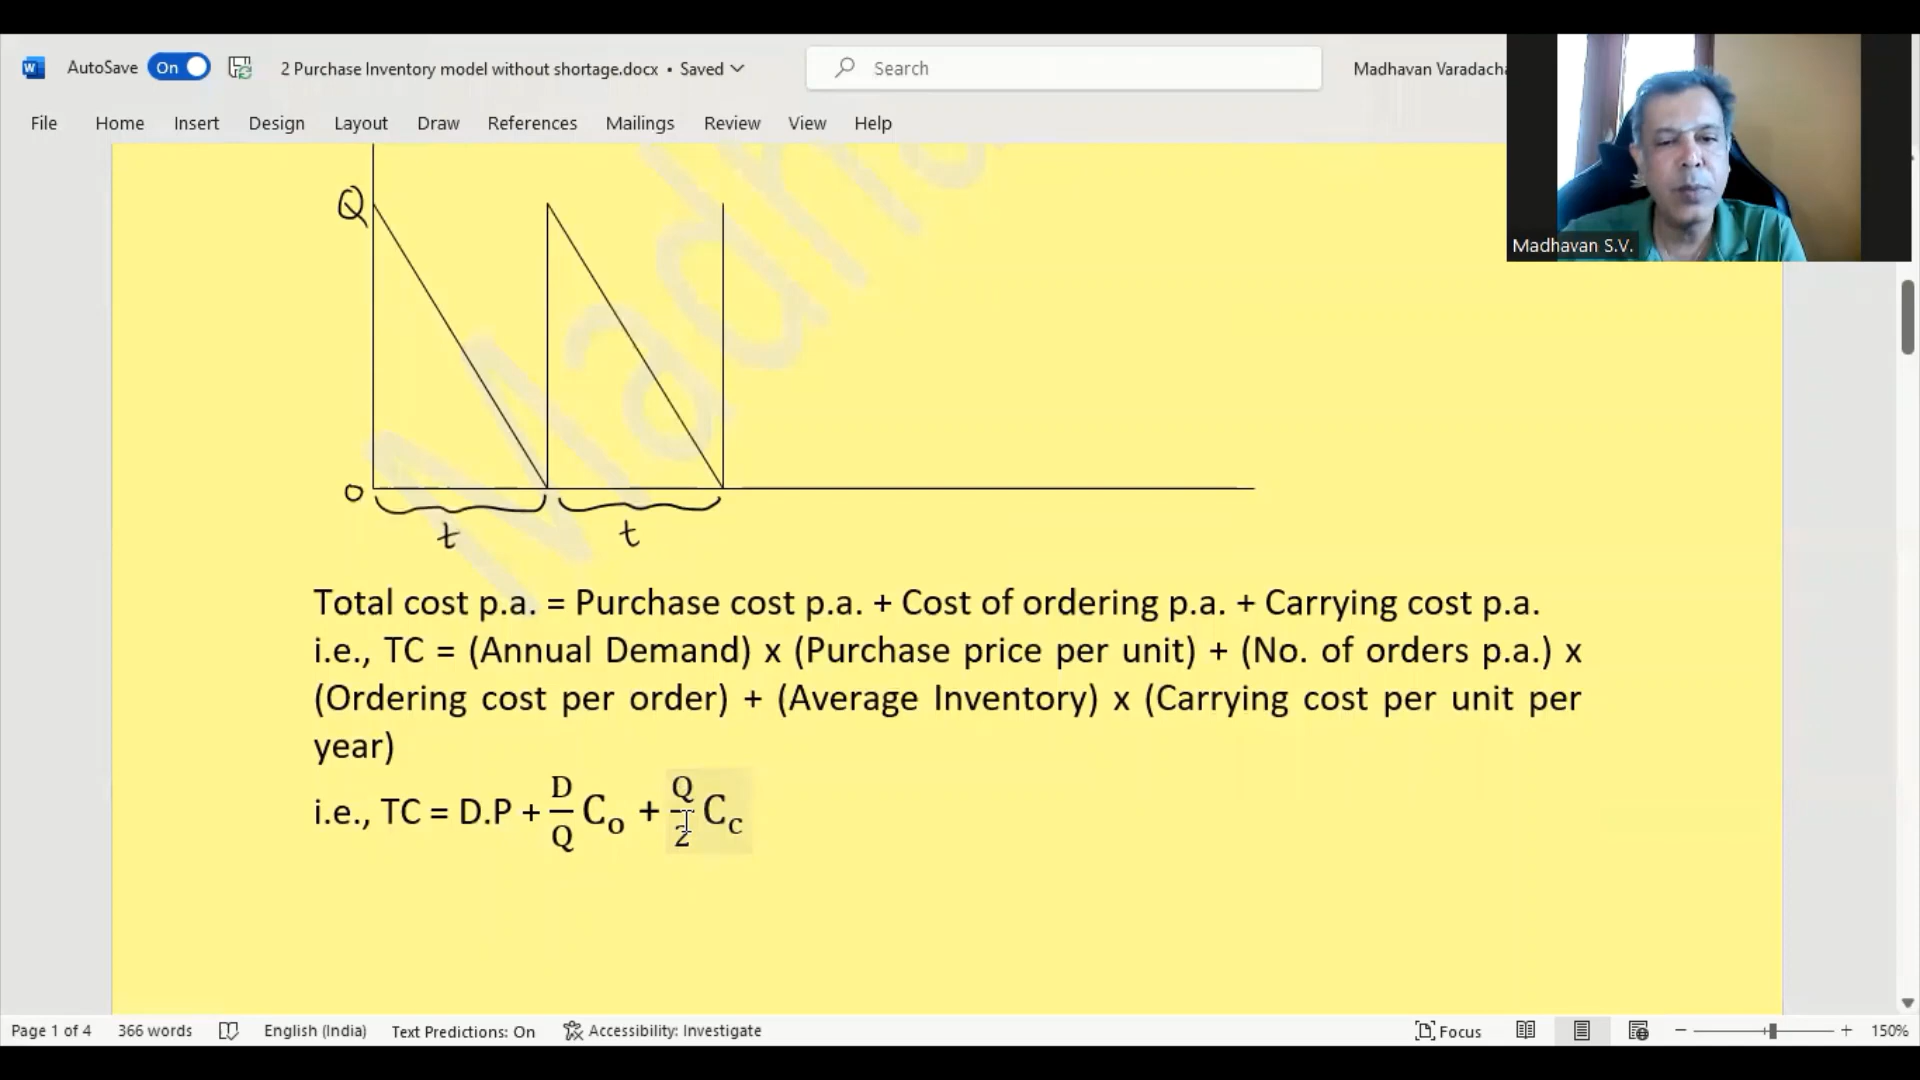 AutoSave On 2 Purchase Inventory model without shortage.docx • Saved Search Madhavan Varadacha
File Home Insert Design Layout Draw References Mailings Review View Help
Madhavan S.V.
Madha
Q
o
t t
Total cost p.a. = Purchase cost p.a. + Cost of ordering p.a. + Carrying cost p.a.
i.e., TC = (Annual Demand) x (Purchase price per unit) + (No. of orders p.a.) x
(Ordering cost per order) + (Average Inventory) x (Carrying cost per unit per
year)
i.e., TC = D.P + D/Q Cₒ + Q/2 C꜀
Page 1 of 4 366 words English (India) Text Predictions: On Accessibility: Investigate Focus − + 150%